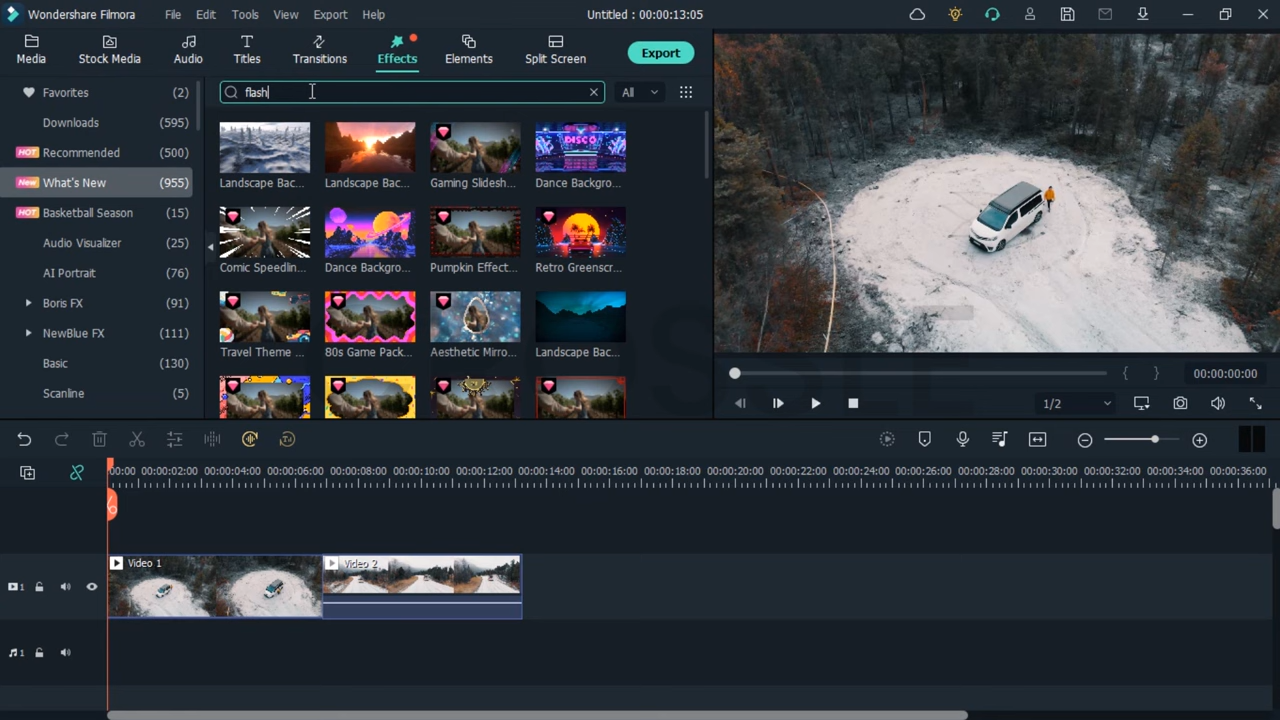 Wondershare Filmora File Edit Tools View Export Help Untitled : 00:00:13:05
Media Stock Media Audio Titles Transitions Effects Elements Split Screen Export
Favorites (2)
Downloads (595)
HOT Recommended (500)
New What's New (955)
HOT Basketball Season (15)
Audio Visualizer (25)
AI Portrait (76)
Boris FX (91)
NewBlue FX (111)
Basic (130)
Scanline (5)
flash All
DISCO
Landscape Bac... Landscape Bac... Gaming Slidesh... Dance Backgro...
Comic Speedlin... Dance Backgro... Pumpkin Effect... Retro Greenscr...
Travel Theme ... 80s Game Pack... Aesthetic Mirro... Landscape Bac...
00:00:00:00
1/2
:00:00 00:00:02:00 00:00:04:00 00:00:06:00 00:00:08:00 00:00:10:00 00:00:12:00 00:00:14:00 00:00:16:00 00:00:18:00 00:00:20:00 00:00:22:00 00:00:24:00 00:00:26:00 00:00:28:00 00:00:30:00 00:00:32:00 00:00:34:00 00:00:36:00
Video 1 Video 2
1
1